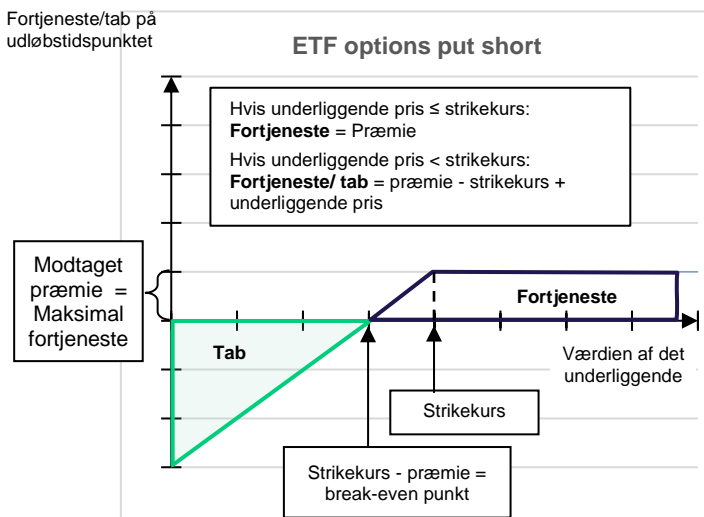 Fortjeneste/tab på
udløbstidspunktet
ETF options put short
Hvis underliggende pris ≤ strikekurs:
Fortjeneste = Præmie
Hvis underliggende pris < strikekurs:
Fortjeneste/ tab = præmie - strikekurs +
underliggende pris
Modtaget
præmie =
Maksimal
fortjeneste
Fortjeneste
Tab
Værdien af det
underliggende
Strikekurs
Strikekurs - præmie =
break-even punkt